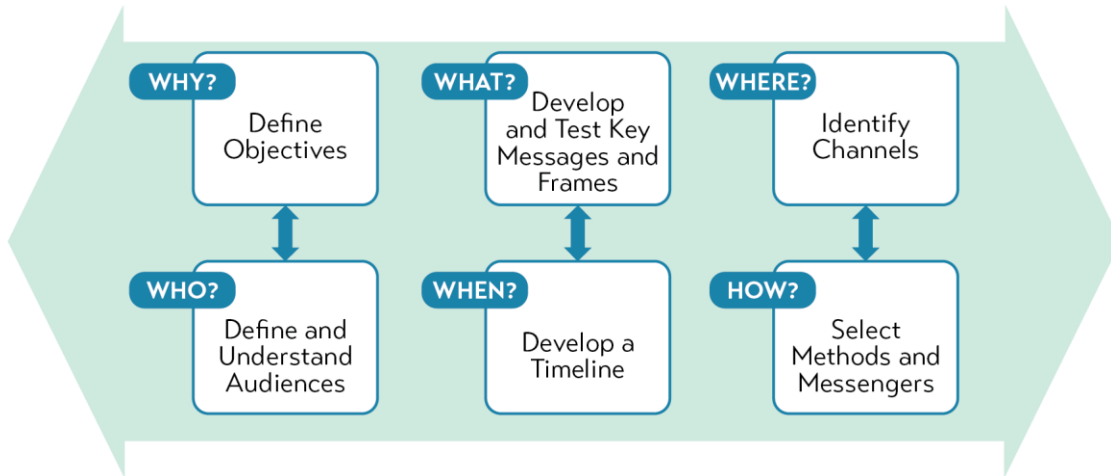 WHY?
Define
Objectives
WHAT?
Develop
and Test Key
Messages and
Frames
WHERE?
Identify
Channels
WHO?
Define and
Understand
Audiences
WHEN?
Develop a
Timeline
HOW?
Select
Methods and
Messengers